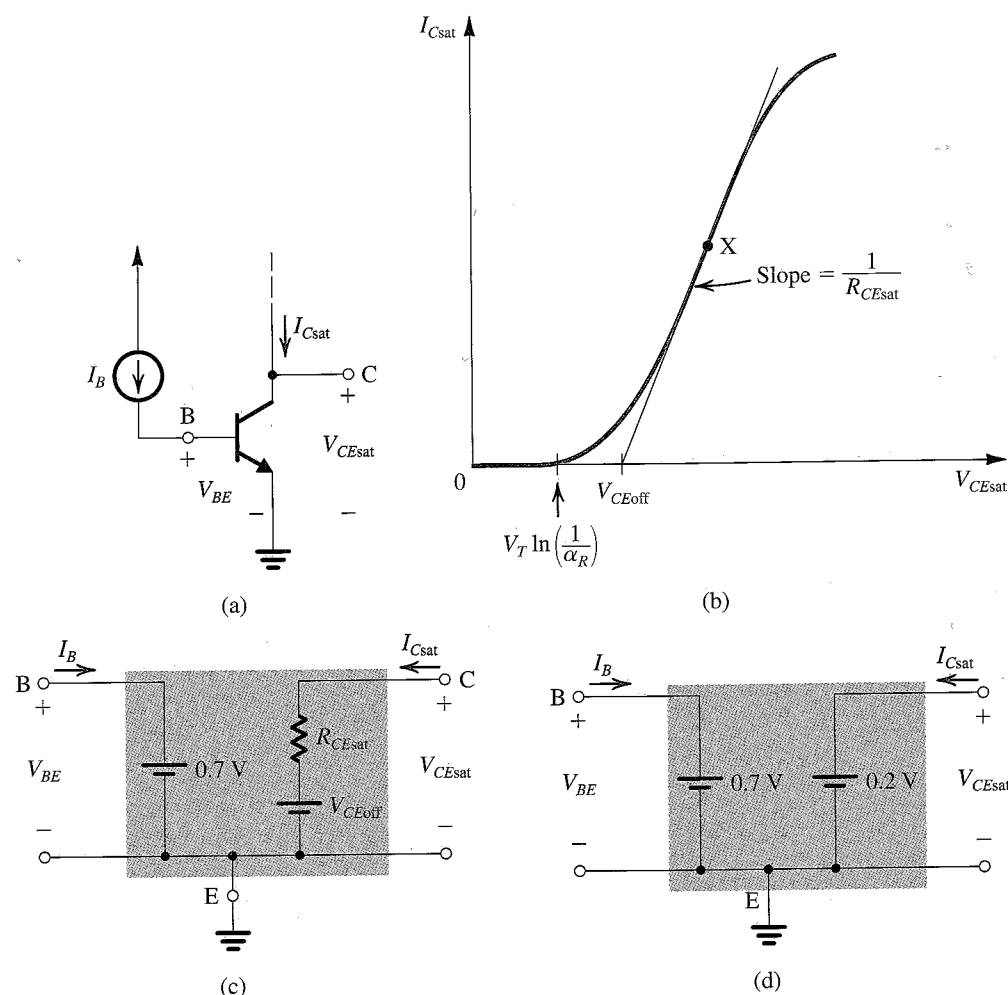 I_Csat
X
Slope = 1/R_CEsat
I_Csat
I_B
C
+
B
+
V_CEsat
V_BE
−
−
0
V_CEoff
V_CEsat
V_T ln(1/α_R)
(a)
(b)
I_B
I_Csat
B
C
+
+
R_CEsat
V_BE
0.7 V
V_CEsat
V_CEoff
−
−
E
(c)
I_B
I_Csat
B
+
+
V_BE
0.7 V
0.2 V
V_CEsat
−
−
E
(d)